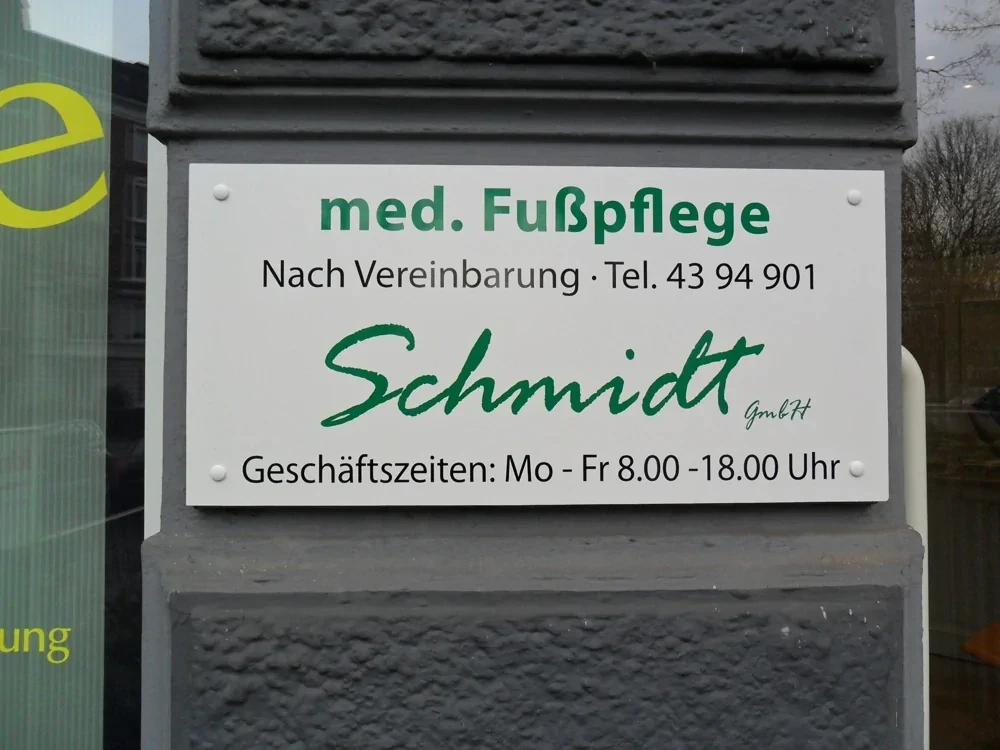 e
med. Fußpflege
Nach Vereinbarung · Tel. 43 94 901
Schmidt GmbH
Geschäftszeiten: Mo - Fr 8.00 -18.00 Uhr
ung